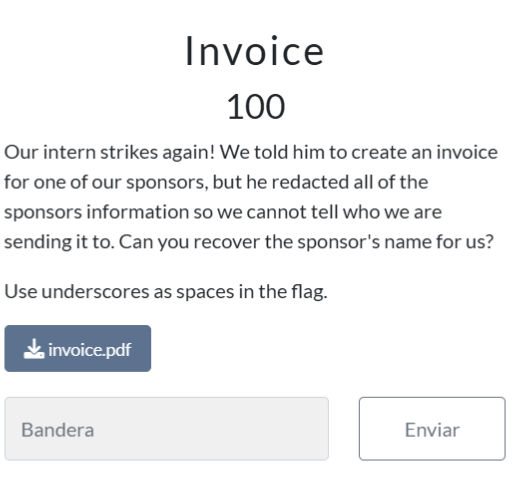 Invoice
100
Our intern strikes again! We told him to create an invoice
for one of our sponsors, but he redacted all of the
sponsors information so we cannot tell who we are
sending it to. Can you recover the sponsor's name for us?
Use underscores as spaces in the flag.
invoice.pdf
Bandera
Enviar